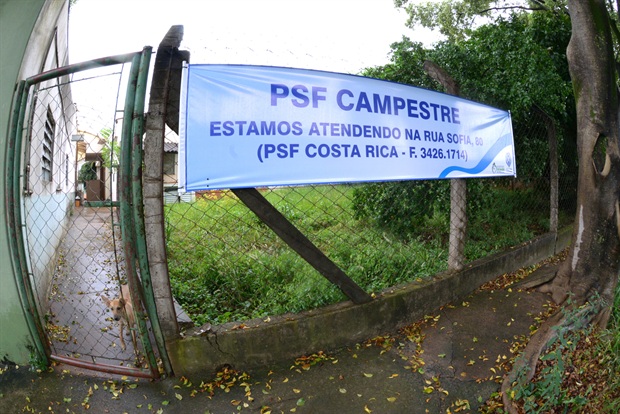 PSF CAMPESTRE
ESTAMOS ATENDENDO NA RUA SOFIA, 80
(PSF COSTA RICA - F. 3426.1714)